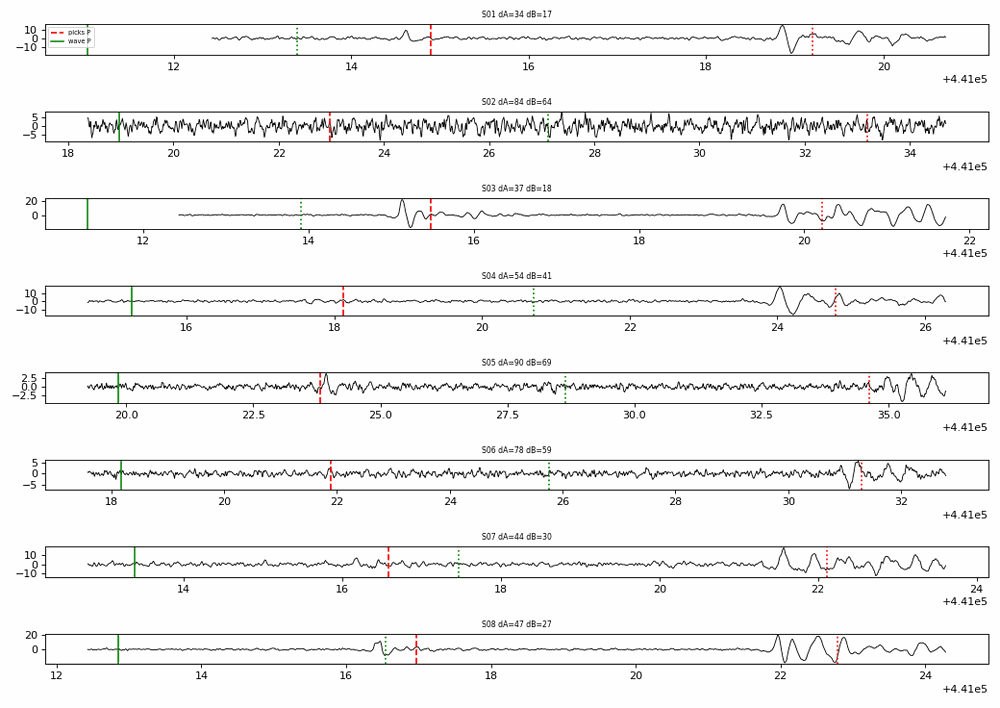 S01 dA=34 dB=17
10
0
−10
picks P
wave P
12 14 16 18 20
+4.41e5
S02 dA=84 dB=64
5
0
−5
18 20 22 24 26 28 30 32 34
+4.41e5
S03 dA=37 dB=18
20
0
12 14 16 18 20 22
+4.41e5
S04 dA=54 dB=41
10
0
−10
16 18 20 22 24 26
+4.41e5
S05 dA=90 dB=69
2.5
0.0
−2.5
20.0 22.5 25.0 27.5 30.0 32.5 35.0
+4.41e5
S06 dA=78 dB=59
5
0
−5
18 20 22 24 26 28 30 32
+4.41e5
S07 dA=44 dB=30
10
0
−10
14 16 18 20 22 24
+4.41e5
S08 dA=47 dB=27
20
0
12 14 16 18 20 22 24
+4.41e5